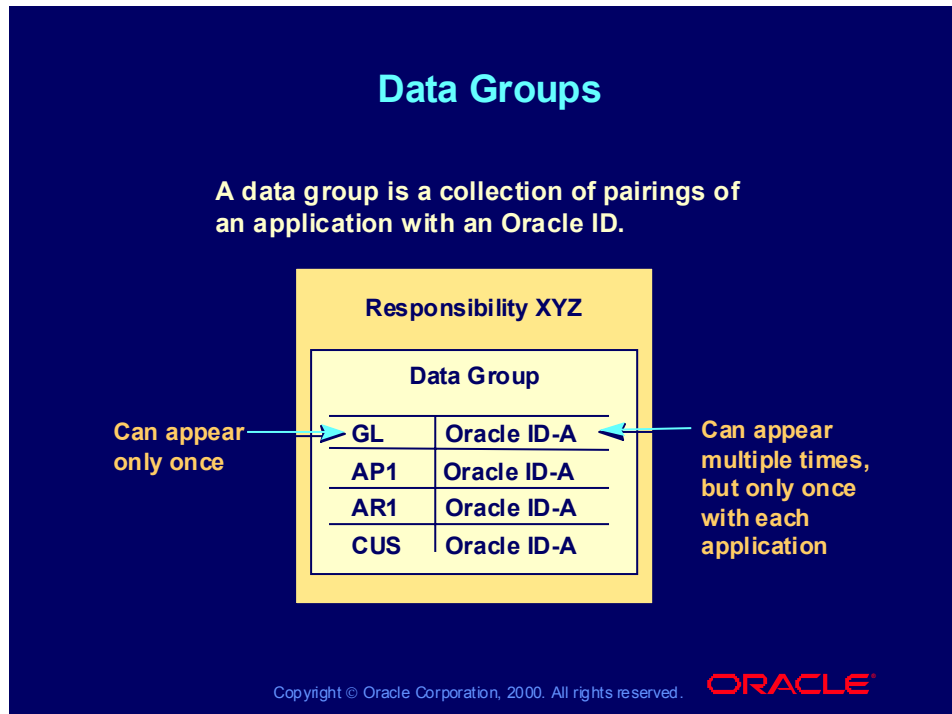 Data Groups
A data group is a collection of pairings of
an application with an Oracle ID.
Responsibility XYZ
Data Group
Can appear
only once
GL Oracle ID-A
AP1 Oracle ID-A
AR1 Oracle ID-A
CUS Oracle ID-A
Can appear
multiple times,
but only once
with each
application
Copyright © Oracle Corporation, 2000. All rights reserved.
ORACLE®